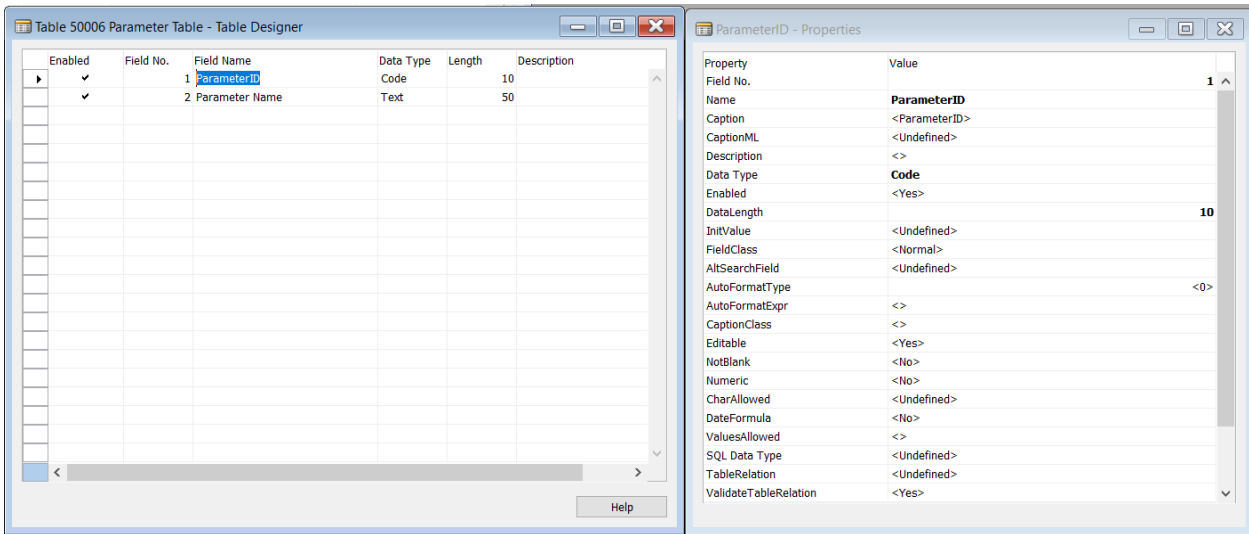 Table 50006 Parameter Table - Table Designer
Enabled Field No. Field Name Data Type Length Description
1 ParameterID Code 10
2 Parameter Name Text 50
Help
ParameterID - Properties
Property Value
Field No. 1
Name ParameterID
Caption <ParameterID>
CaptionML <Undefined>
Description <>
Data Type Code
Enabled <Yes>
DataLength 10
InitValue <Undefined>
FieldClass <Normal>
AltSearchField <Undefined>
AutoFormatType <0>
AutoFormatExpr <>
CaptionClass <>
Editable <Yes>
NotBlank <No>
Numeric <No>
CharAllowed <Undefined>
DateFormula <No>
ValuesAllowed <>
SQL Data Type <Undefined>
TableRelation <Undefined>
ValidateTableRelation <Yes>